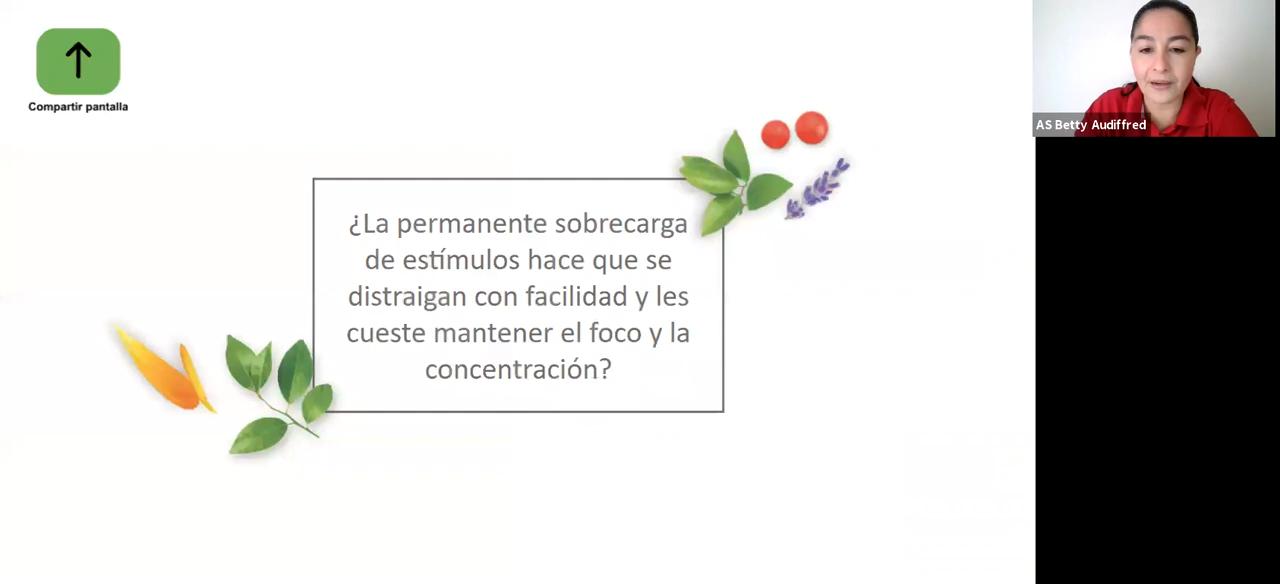 Compartir pantalla
AS Betty Audiffred
¿La permanente sobrecarga
de estímulos hace que se
distraigan con facilidad y les
cueste mantener el foco y la
concentración?